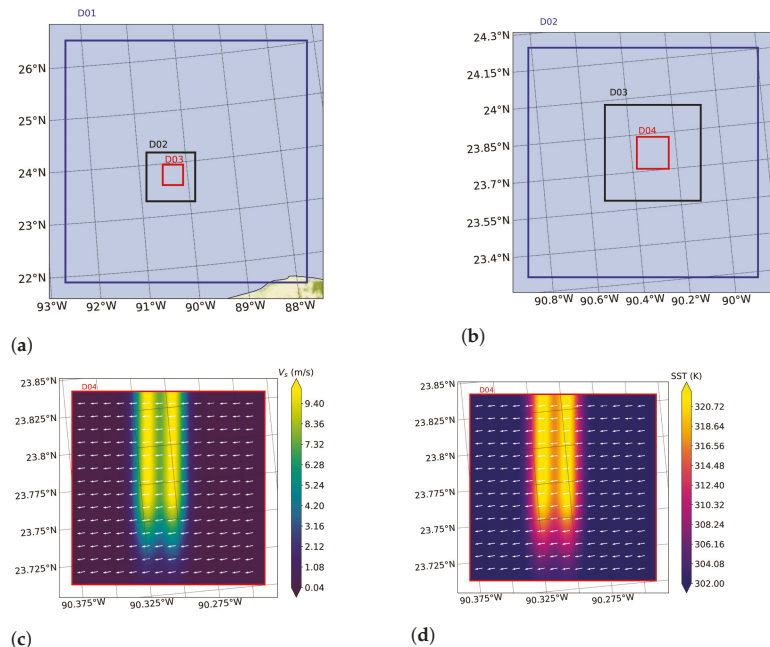 D01
26°N
25°N
24°N
23°N
22°N
D02
D03
93°W 92°W 91°W 90°W 88°W
(a)
D02
24.3°N
24.15°N
24°N
23.85°N
23.7°N
23.55°N
23.4°N
D03
D04
90.8°W 90.6°W 90.4°W 90.2°W 90°W
(b)
D04
Vs (m/s)
23.85°N
23.825°N
23.8°N
23.775°N
23.75°N
23.725°N
90.375°W 90.325°W 90.275°W
9.40
8.36
7.32
6.28
5.24
4.16
3.16
2.12
1.08
0.04
(c)
D04
SST (K)
23.85°N
23.825°N
23.8°N
23.775°N
23.75°N
23.725°N
90.375°W 90.325°W 90.275°W
320.72
318.64
316.56
314.48
312.40
310.32
308.24
306.16
304.08
302.00
(d)